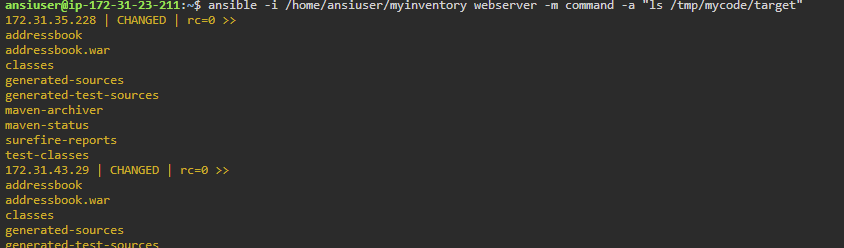 ansiuser@ip-172-31-23-211:~$ ansible -i /home/ansiuser/myinventory webserver -m command -a "ls /tmp/mycode/target"
172.31.35.228 | CHANGED | rc=0 >>
addressbook
addressbook.war
classes
generated-sources
generated-test-sources
maven-archiver
maven-status
surefire-reports
test-classes
172.31.43.29 | CHANGED | rc=0 >>
addressbook
addressbook.war
classes
generated-sources
generated-test-sources